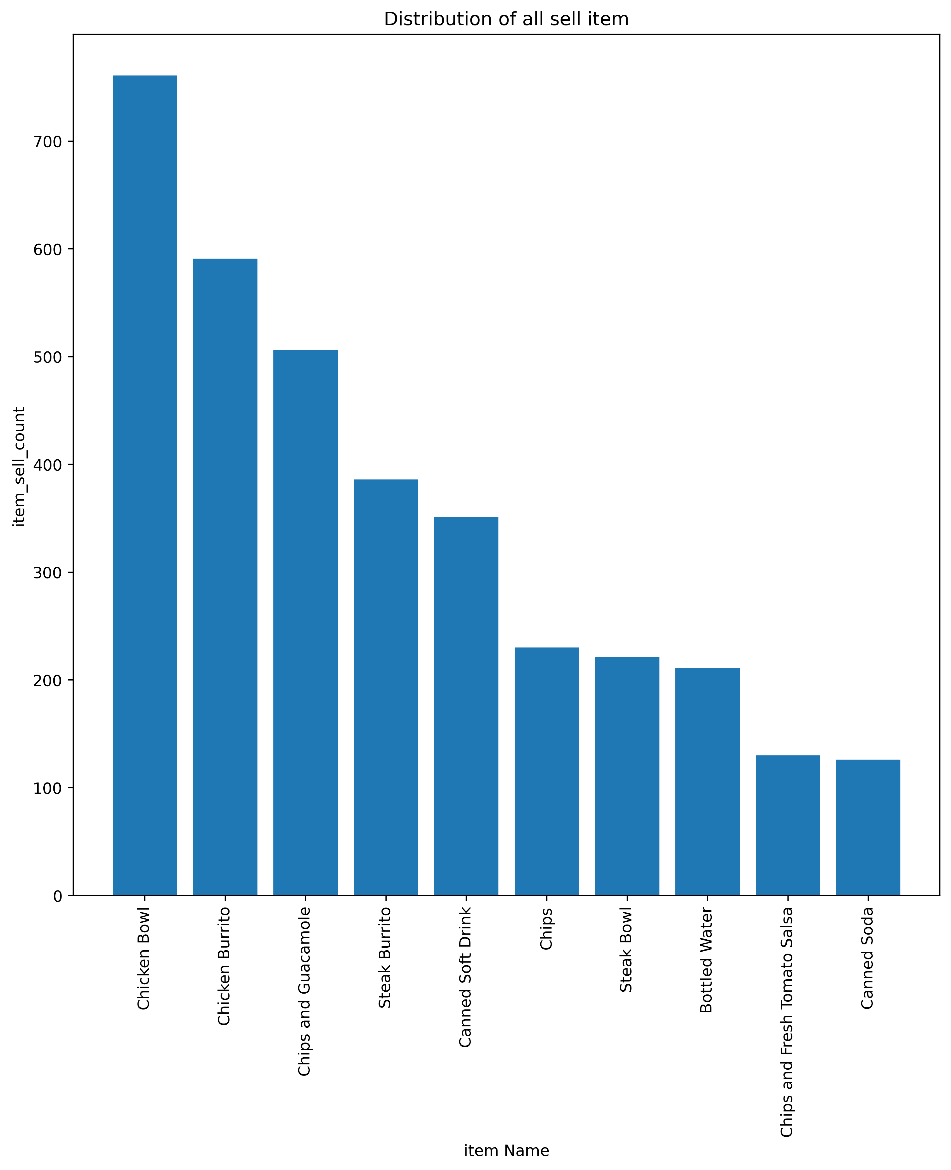 Distribution of all sell item
item_sell_count
700
600
500
400
300
200
100
0
Chicken Bowl
Chicken Burrito
Chips and Guacamole
Steak Burrito
Canned Soft Drink
Chips
Steak Bowl
Bottled Water
Chips and Fresh Tomato Salsa
Canned Soda
item Name